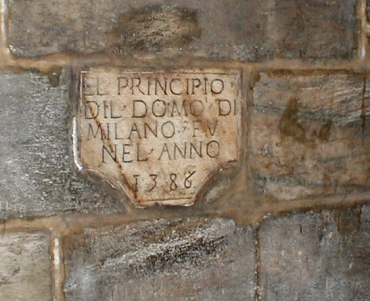 EL PRINCIPIO
DIL·DOMO DI
MILANO·FV
NEL·ANNO
1386